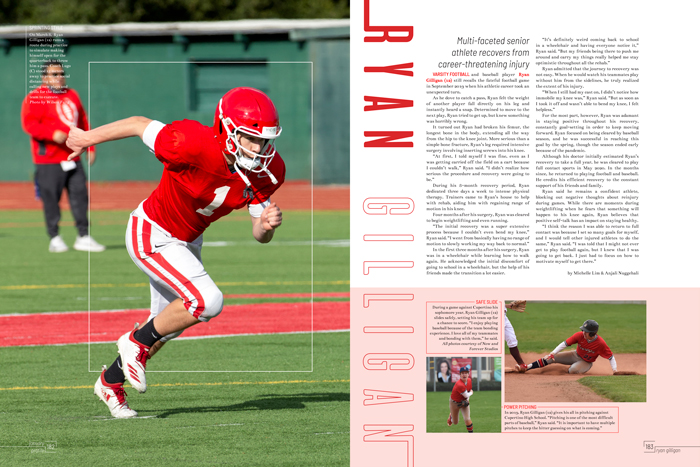 On March 8, Ryan
Gilligan (12) runs a
route during practice
RYAN
GILLIGAN
Multi-faceted senior
athlete recovers from
career-threatening injury
VARSITY FOOTBALL and baseball player Ryan
Gilligan (12) still recalls the fateful football game
in September 2019 when his athletic career took an
unexpected turn.
As he dove to catch a pass, Ryan felt the weight
of another player fall directly on his leg and
instantly heard a snap. Determined to move to the
next play, Ryan tried to get up, but knew something
was horribly wrong.
It turned out Ryan had broken his femur, the
longest bone in the body, extending all the way
from the hip to the knee joint. More serious than a
simple bone fracture, Ryan's leg required intensive
surgery involving inserting screws into his knee.
"At first, I told myself I was fine, even as I
was getting carried off the field on a cart because
I couldn't walk," Ryan said. "I didn't realize how
serious the procedure and recovery were going to
be."
During his 6-month recovery period, Ryan
dedicated three days a week to intense physical
therapy. Trainers came to Ryan's house to help
with rehab, aiding him with regaining range of
motion in his knee.
Four months after his surgery, Ryan was cleared
to begin weightlifting and even running.
"The initial recovery was a super extensive
process because I couldn't even bend my knee,"
Ryan said. "I went from basically having no range of
motion to slowly working my way back to normal."
In the first three months after his surgery, Ryan
was in a wheelchair while learning how to walk
again. He acknowledged the initial discomfort of
going to school in a wheelchair, but the help of his
friends made the transition a lot easier.
"It's definitely weird coming back to school
in a wheelchair and having everyone notice it,"
Ryan said. "But my friends being there to push me
around and carry my things really helped me stay
optimistic throughout all the rehab."
Ryan admitted that the journey to recovery was
not easy. When he would watch his teammates play
without him from the sidelines, he truly realized
the extent of his injury.
"When I still had my cast on, I didn't notice how
immobile my knee was," Ryan said. "But as soon as
I took it off and wasn't able to bend my knee, I felt
helpless."
For the most part, however, Ryan was adamant
in staying positive throughout his recovery,
constantly goal-setting in order to keep moving
forward. Ryan focused on being cleared by baseball
season, and he was successful in reaching this
goal by the spring, though the season ended early
because of the pandemic.
Although his doctor initially estimated Ryan's
recovery to take a full year, he was cleared to play
full contact sports in May 2020. In the months
since, he returned to playing football and baseball.
He credits his efficient recovery to the constant
support of his friends and family.
Ryan said he remains a confident athlete,
blocking out negative thoughts about reinjury
during games. While there are moments during
weightlifting when he fears that something will
happen to his knee again, Ryan believes that
positive self-talk has an impact on staying healthy.
"I think the reason I was able to return to full
contact was because I set so many goals for myself,
and I would tell other injured athletes to do the
same," Ryan said. "I was told that I might not ever
get to play football again, but I knew that I was
going to get back. I just had to focus on how to
motivate myself to get there."
by Michelle Lim & Anjali Nuggehali
SAFE SLIDE
During a game against Cupertino his
sophomore year, Ryan Gilligan (12)
slides safely, setting his team up for
a chance to score. "I enjoy playing
baseball because of the team bonding
experience. I love all of my teammates
and bonding with them," he said.
All photos courtesy of Now and
Forever Studios
POWER PITCHING
In 2019, Ryan Gilligan (12) gives his all in pitching against
Cupertino High School. "Pitching is one of the most difficult
parts of baseball," Ryan said. "It is important to have multiple
pitches to keep the hitter guessing on what is coming."
182
183
ryan gilligan